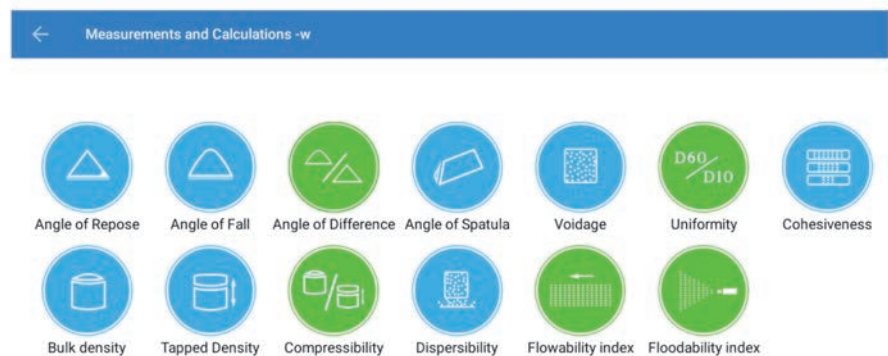 Measurements and Calculations -w
Angle of Repose
Angle of Fall
Angle of Difference
Angle of Spatula
Voidage
D60/D10
Uniformity
Cohesiveness
Bulk density
Tapped Density
Compressibility
Dispersibility
Flowability index
Floodability index